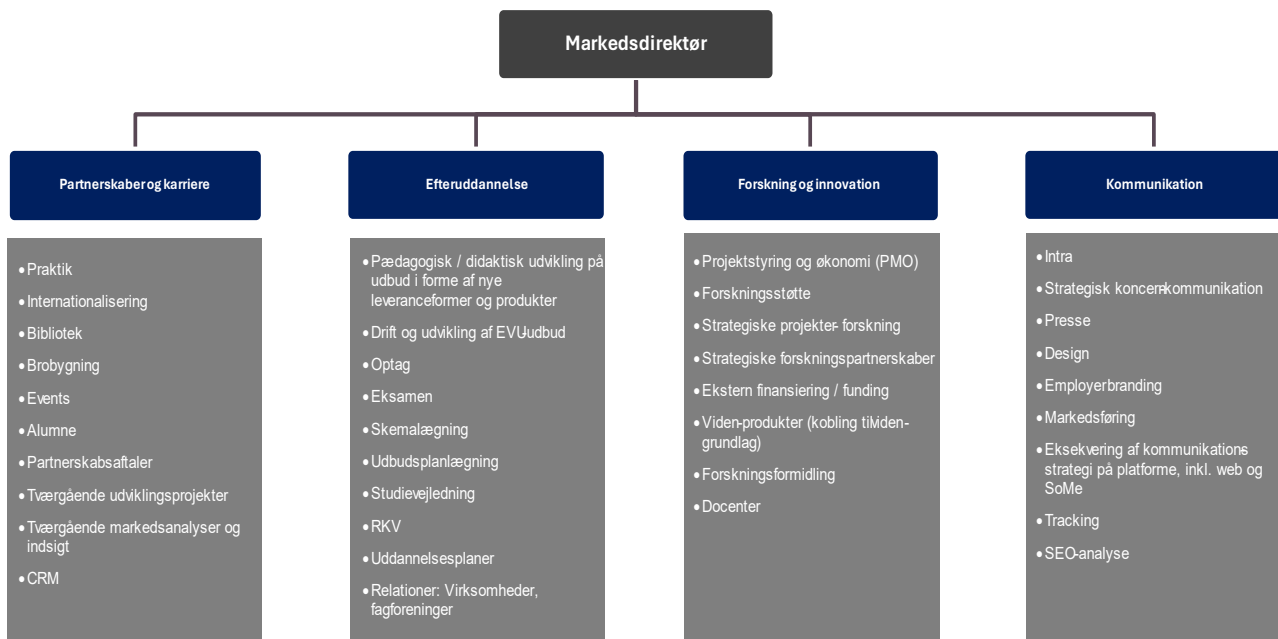 Markedsdirektør
Partnerskaber og karriere
• Praktik
• Internationalisering
• Bibliotek
• Brobygning
• Events
• Alumne
• Partnerskabsaftaler
• Tværgående udviklingsprojekter
• Tværgående markedsanalyser og
indsigt
• CRM
Efteruddannelse
• Pædagogisk / didaktisk udvikling på
udbud i forme af nye
leveranceformer og produkter
• Drift og udvikling af EVU-udbud
• Optag
• Eksamen
• Skemalægning
• Udbudsplanlægning
• Studievejledning
• RKV
• Uddannelsesplaner
• Relationer: Virksomheder,
fagforeninger
Forskning og innovation
• Projektstyring og økonomi (PMO)
• Forskningsstøtte
• Strategiske projekter- forskning
• Strategiske forskningspartnerskaber
• Ekstern finansiering / funding
• Viden-produkter (kobling til viden-
grundlag)
• Forskningsformidling
• Docenter
Kommunikation
• Intra
• Strategisk koncern-kommunikation
• Presse
• Design
• Employerbranding
• Markedsføring
• Eksekvering af kommunikations-
strategi på platforme, inkl. web og
SoMe
• Tracking
• SEO-analyse